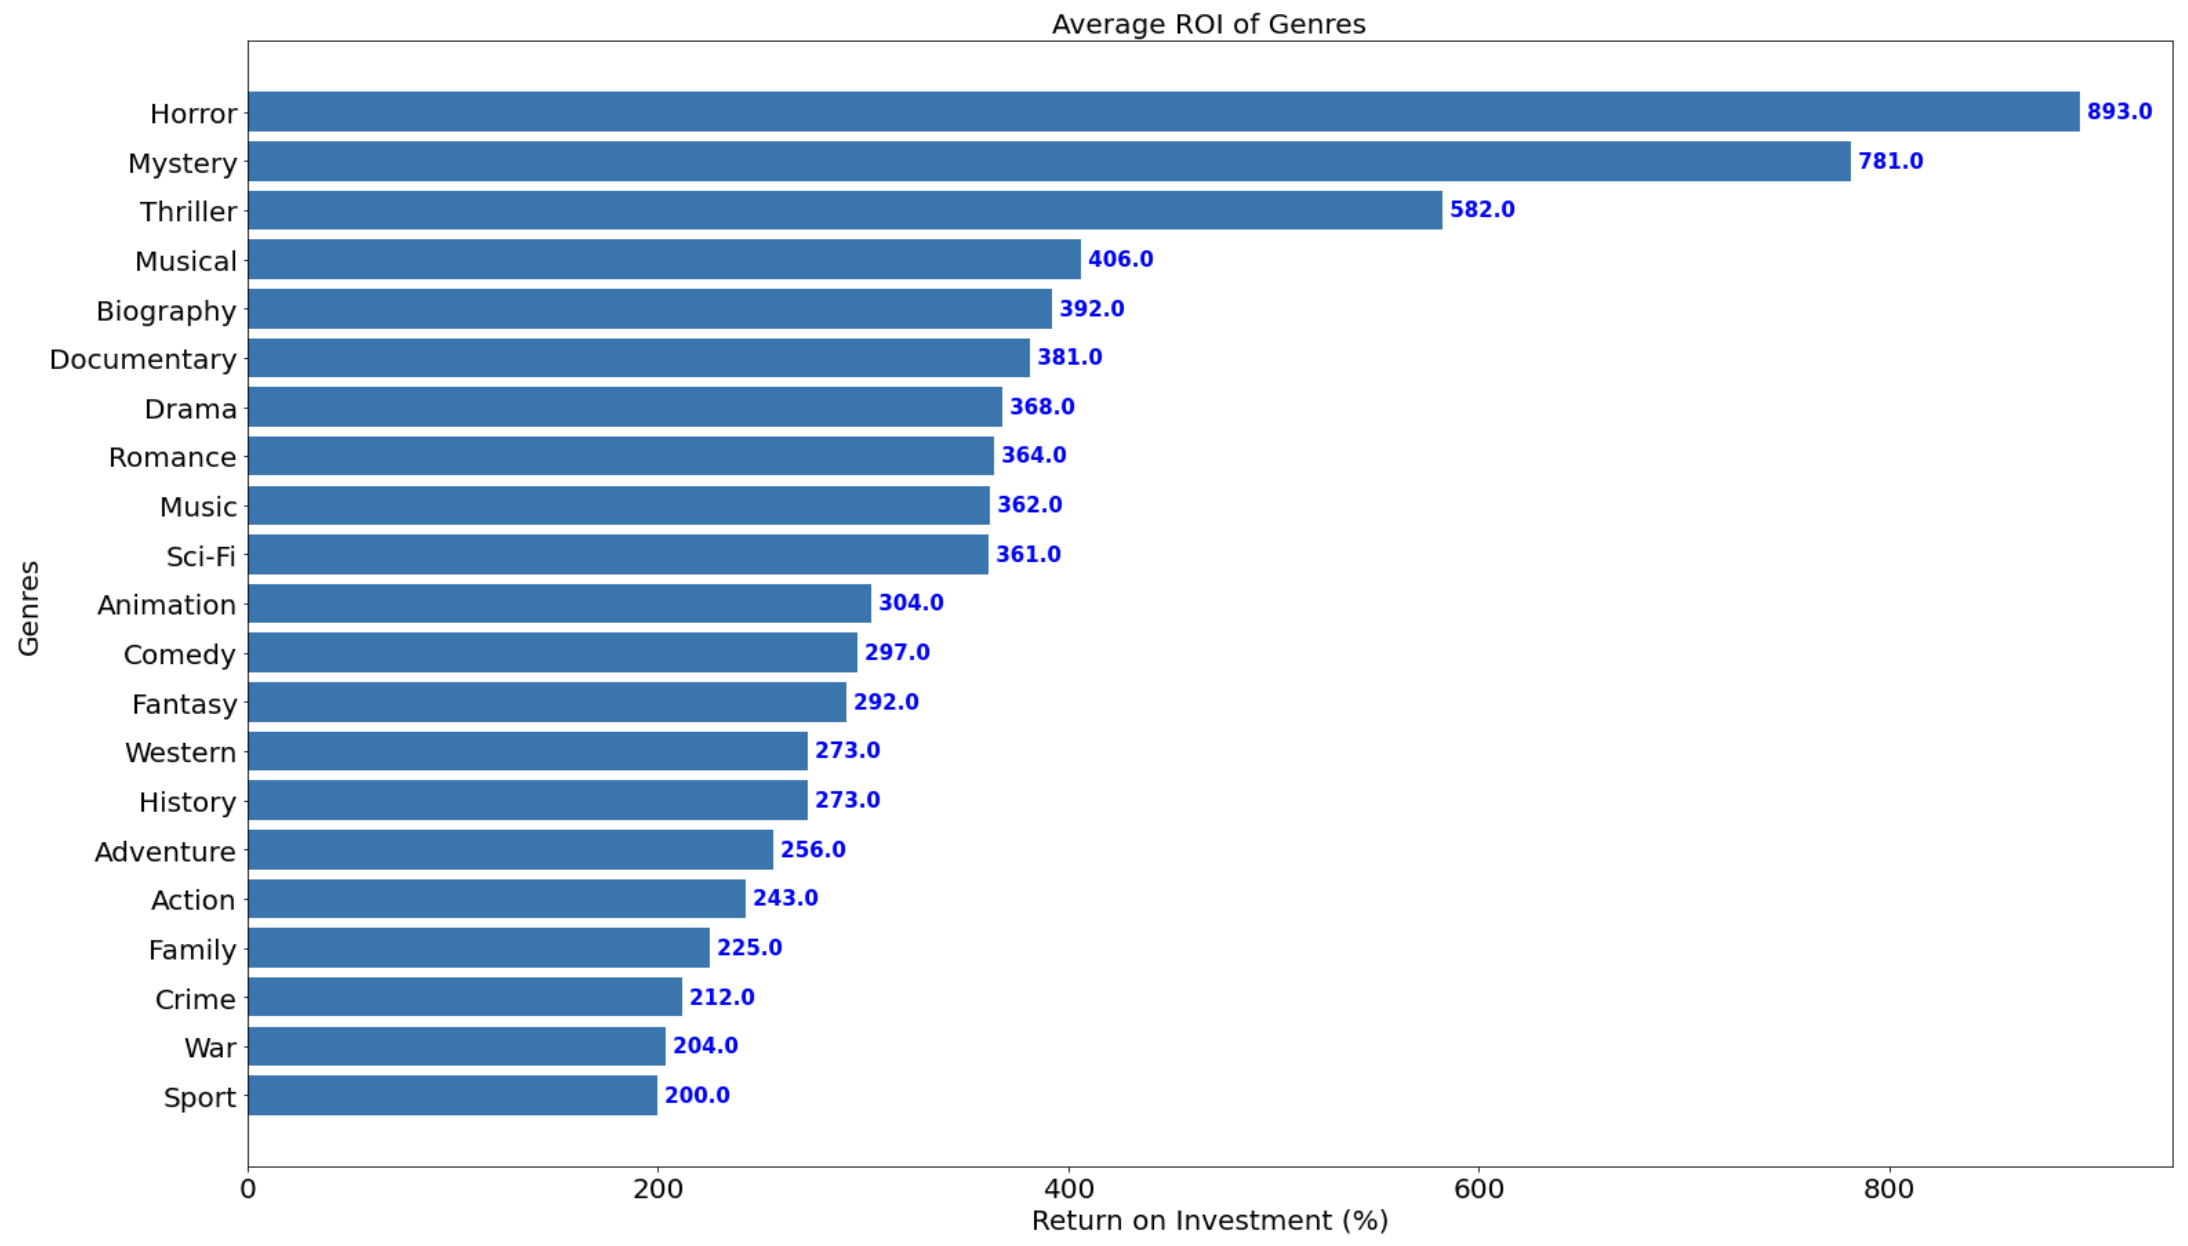 Average ROI of Genres
Genres
Horror 893.0
Mystery 781.0
Thriller 582.0
Musical 406.0
Biography 392.0
Documentary 381.0
Drama 368.0
Romance 364.0
Music 362.0
Sci-Fi 361.0
Animation 304.0
Comedy 297.0
Fantasy 292.0
Western 273.0
History 273.0
Adventure 256.0
Action 243.0
Family 225.0
Crime 212.0
War 204.0
Sport 200.0
0 200 400 600 800
Return on Investment (%)